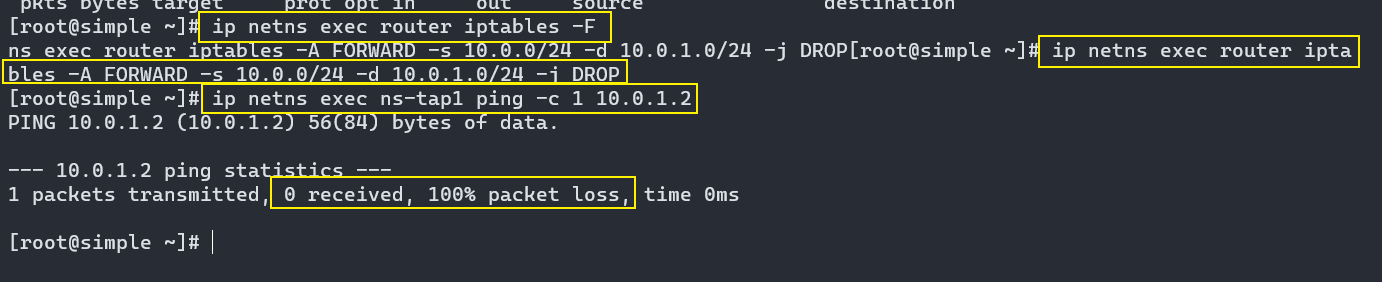 pkts bytes target     prot opt in     out     source               destination
[root@simple ~]# ip netns exec router iptables -F
ns exec router iptables -A FORWARD -s 10.0.0/24 -d 10.0.1.0/24 -j DROP[root@simple ~]# ip netns exec router ipta
bles -A FORWARD -s 10.0.0/24 -d 10.0.1.0/24 -j DROP
[root@simple ~]# ip netns exec ns-tap1 ping -c 1 10.0.1.2
PING 10.0.1.2 (10.0.1.2) 56(84) bytes of data.
--- 10.0.1.2 ping statistics ---
1 packets transmitted, 0 received, 100% packet loss, time 0ms
[root@simple ~]#